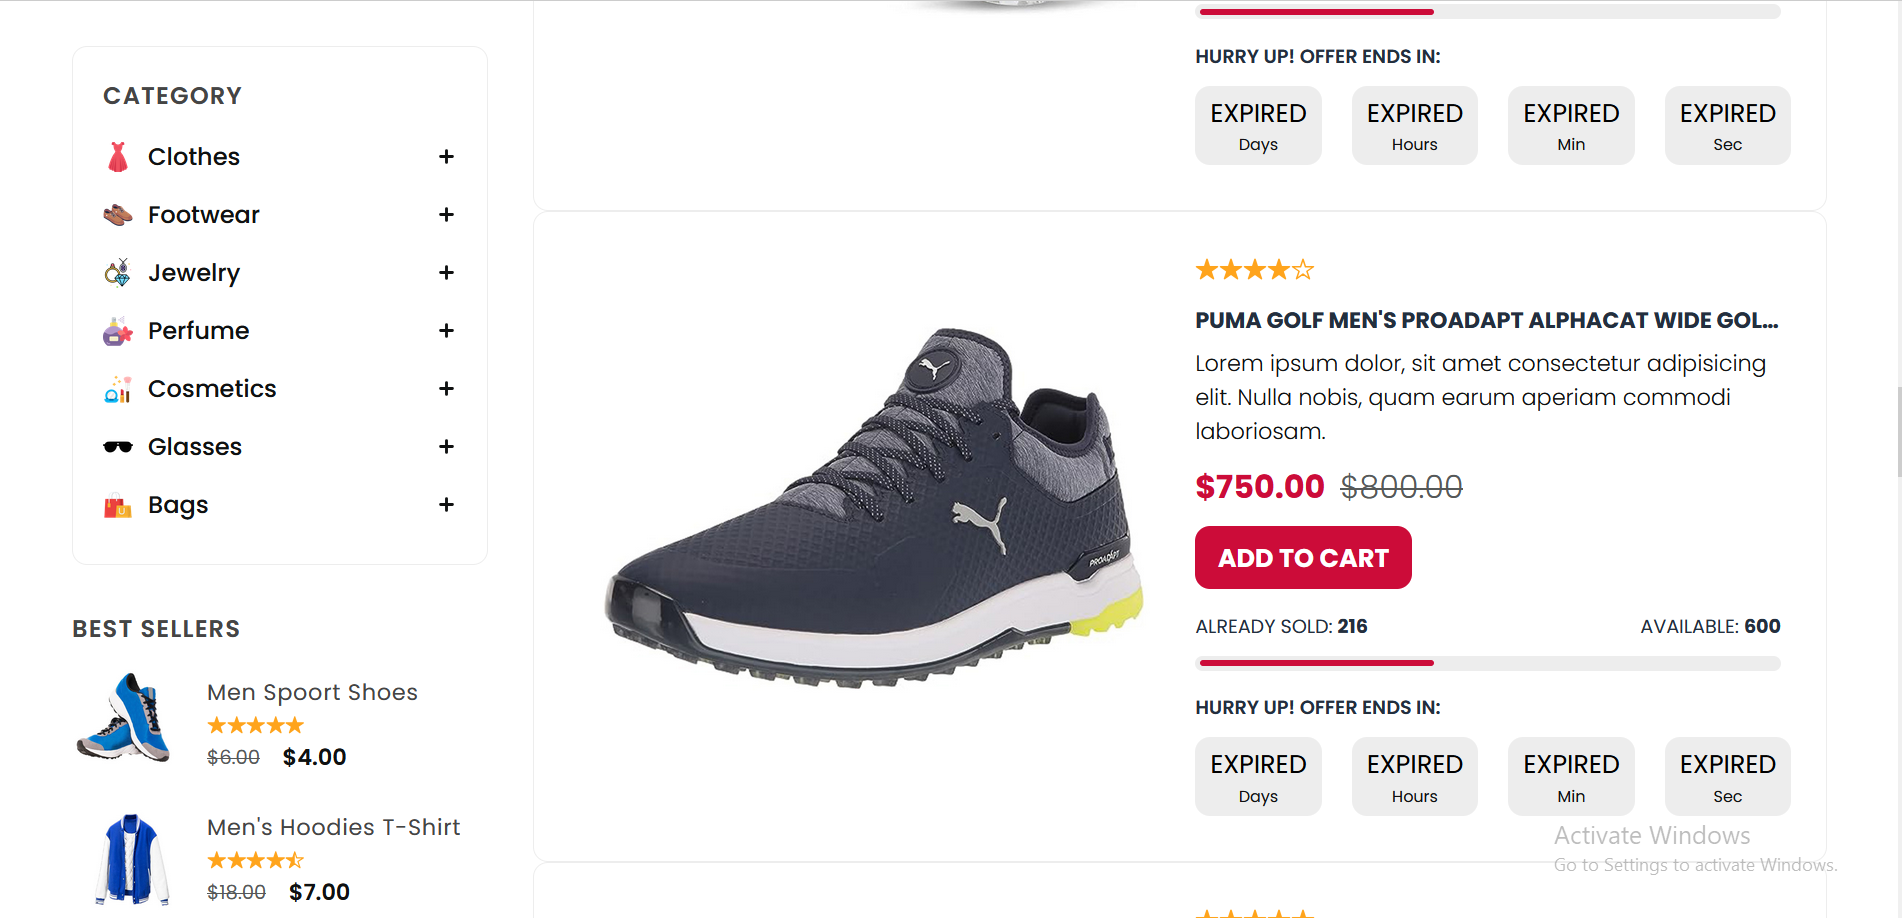 CATEGORY
Clothes +
Footwear +
Jewelry +
Perfume +
Cosmetics +
Glasses +
Bags +
BEST SELLERS
Men Spoort Shoes
$6.00 $4.00
Men's Hoodies T-Shirt
$18.00 $7.00
HURRY UP! OFFER ENDS IN:
EXPIRED EXPIRED EXPIRED EXPIRED
Days Hours Min Sec
PUMA GOLF MEN'S PROADAPT ALPHACAT WIDE GOL...
Lorem ipsum dolor, sit amet consectetur adipisicing
elit. Nulla nobis, quam earum aperiam commodi
laboriosam.
$750.00 $800.00
ADD TO CART
ALREADY SOLD: 216 AVAILABLE: 600
HURRY UP! OFFER ENDS IN:
EXPIRED EXPIRED EXPIRED EXPIRED
Days Hours Min Sec
PROADAPT
Activate Windows
Go to Settings to activate Windows.